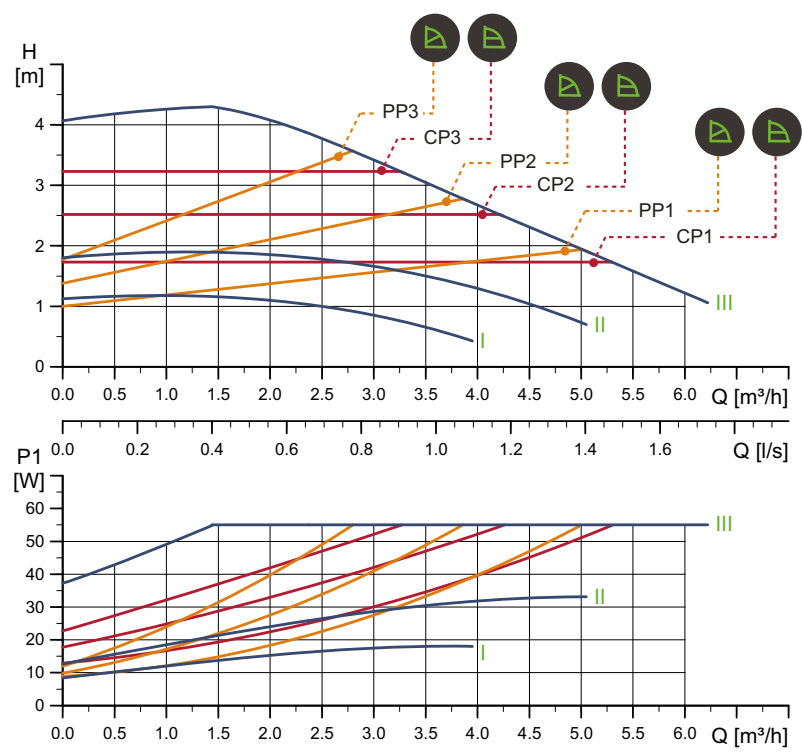 H
[m]
PP3
CP3
PP2
CP2
PP1
CP1
4
3
2
1
0
III
II
I
0.0 0.5 1.0 1.5 2.0 2.5 3.0 3.5 4.0 4.5 5.0 5.5 6.0 Q [m³/h]
0.0 0.2 0.4 0.6 0.8 1.0 1.2 1.4 1.6 Q [l/s]
P1
[W]
60
50
40
30
20
10
0
III
II
I
0.0 0.5 1.0 1.5 2.0 2.5 3.0 3.5 4.0 4.5 5.0 5.5 6.0 Q [m³/h]